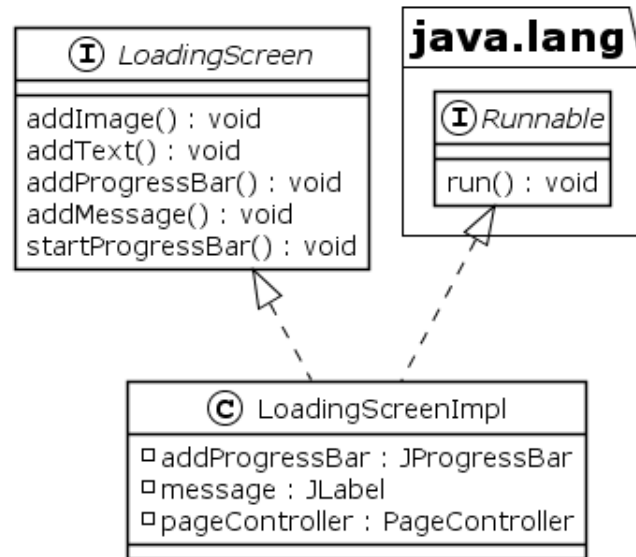 I LoadingScreen
addImage() : void
addText() : void
addProgressBar() : void
addMessage() : void
startProgressBar() : void
java.lang
I Runnable
run() : void
C LoadingScreenImpl
addProgressBar : JProgressBar
message : JLabel
pageController : PageController